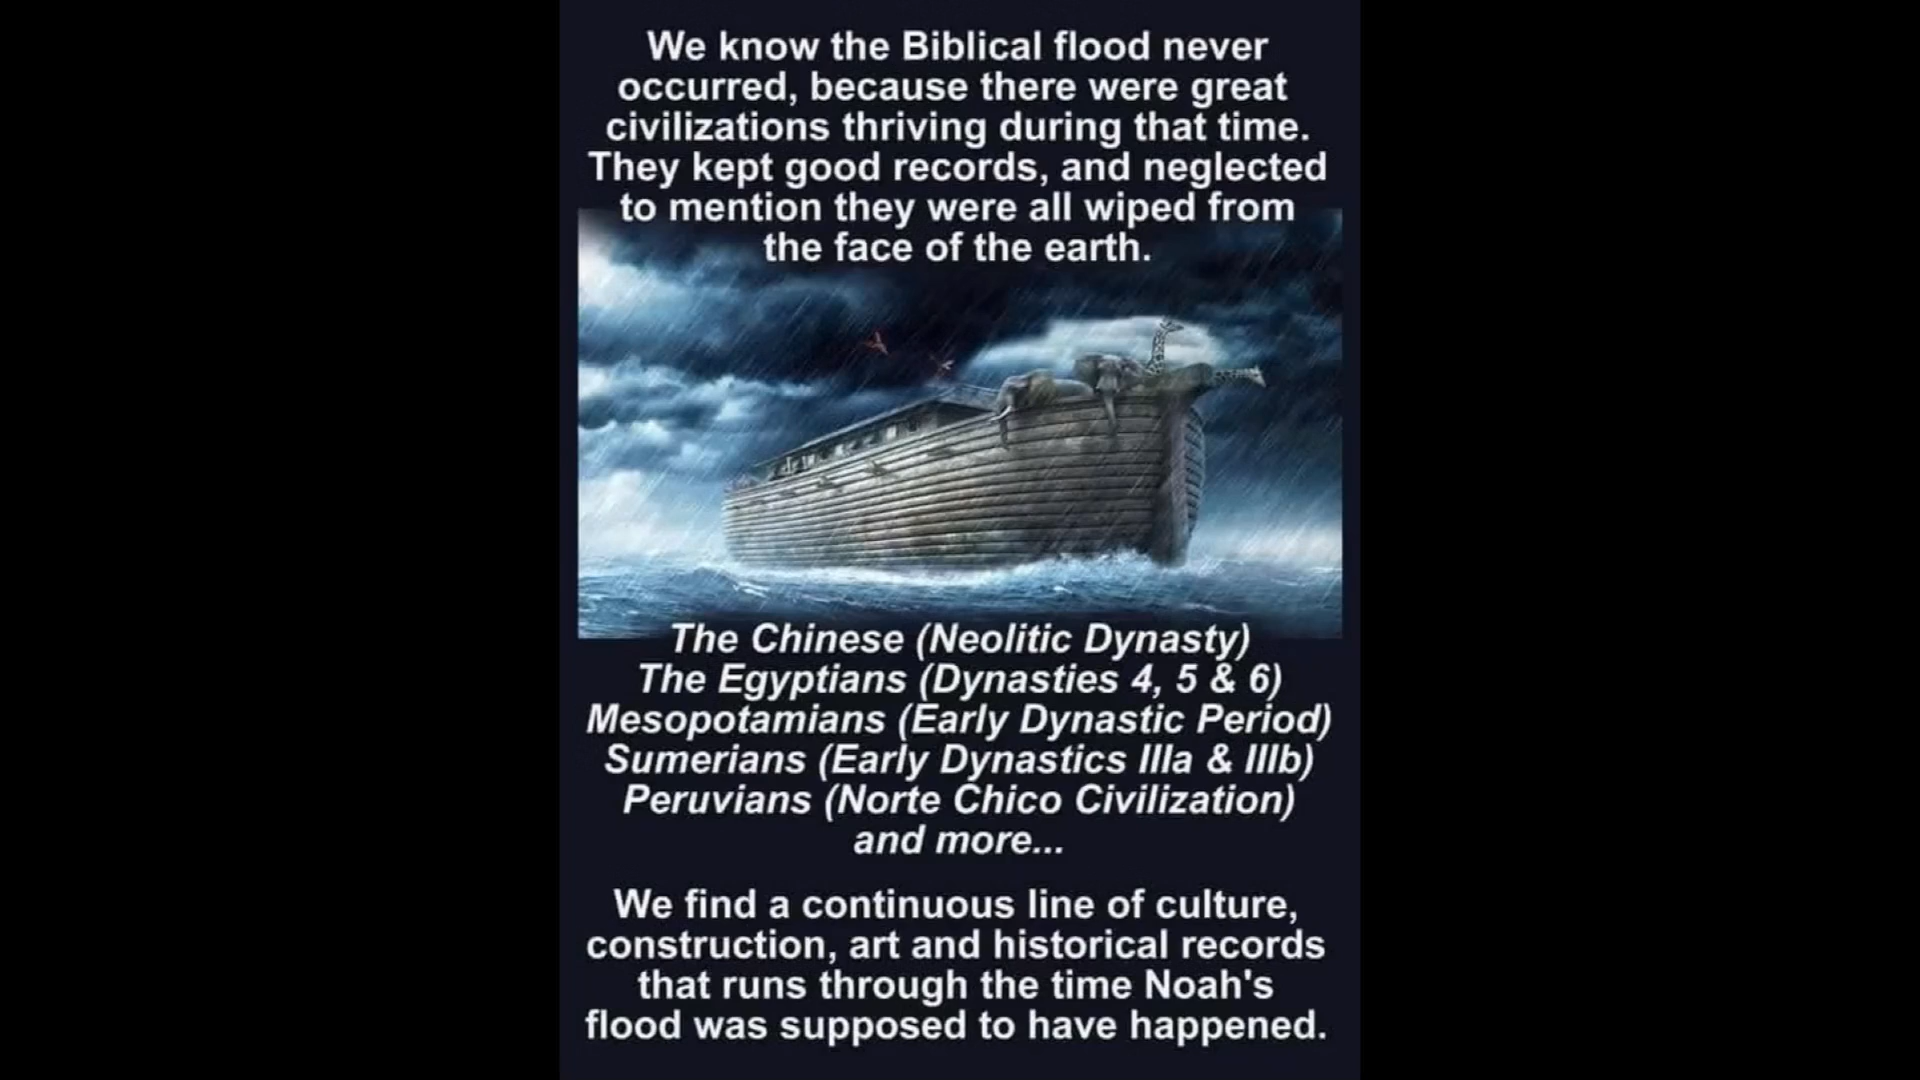 We know the Biblical flood never
occurred, because there were great
civilizations thriving during that time.
They kept good records, and neglected
to mention they were all wiped from
the face of the earth.
The Chinese (Neolitic Dynasty)
The Egyptians (Dynasties 4, 5 & 6)
Mesopotamians (Early Dynastic Period)
Sumerians (Early Dynastics IIIa & IIIb)
Peruvians (Norte Chico Civilization)
and more...
We find a continuous line of culture,
construction, art and historical records
that runs through the time Noah's
flood was supposed to have happened.